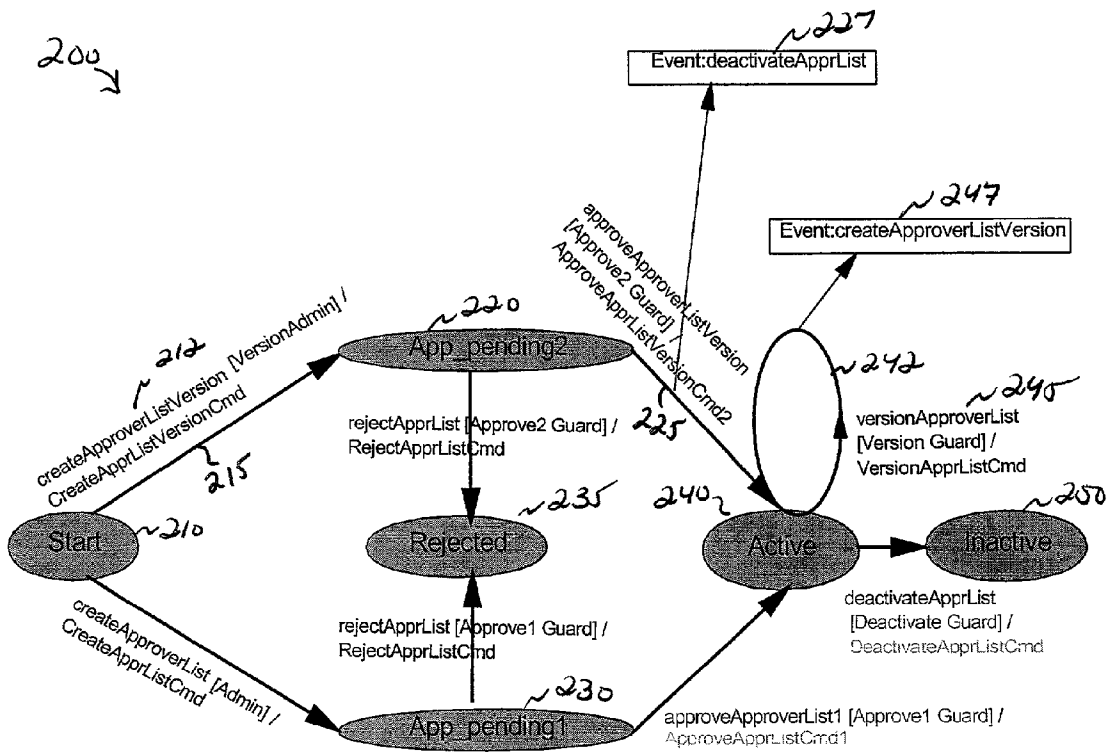 200
~227
Event:deactivateApprList
~247
Event:createApproverListVersion
approveApproverListVersion
[Approve2 Guard] /
ApproveApprListVersionCmd2
225
~220
App_pending2
~212
createApproverListVersion [VersionAdmin] /
CreateApprListVersionCmd
215
rejectApprList [Approve2 Guard] /
RejectApprListCmd
~242
~245
versionApproverList
[Version Guard] /
VersionApprListCmd
~210
Start
~235
Rejected
240
Active
~250
Inactive
deactivateApprList
[Deactivate Guard] /
DeactivateApprListCmd
createApproverList [Admin] /
CreateApprListCmd
rejectApprList [Approve1 Guard] /
RejectApprListCmd
~230
App_pending1
approveApproverList1 [Approve1 Guard] /
ApproveApprListCmd1